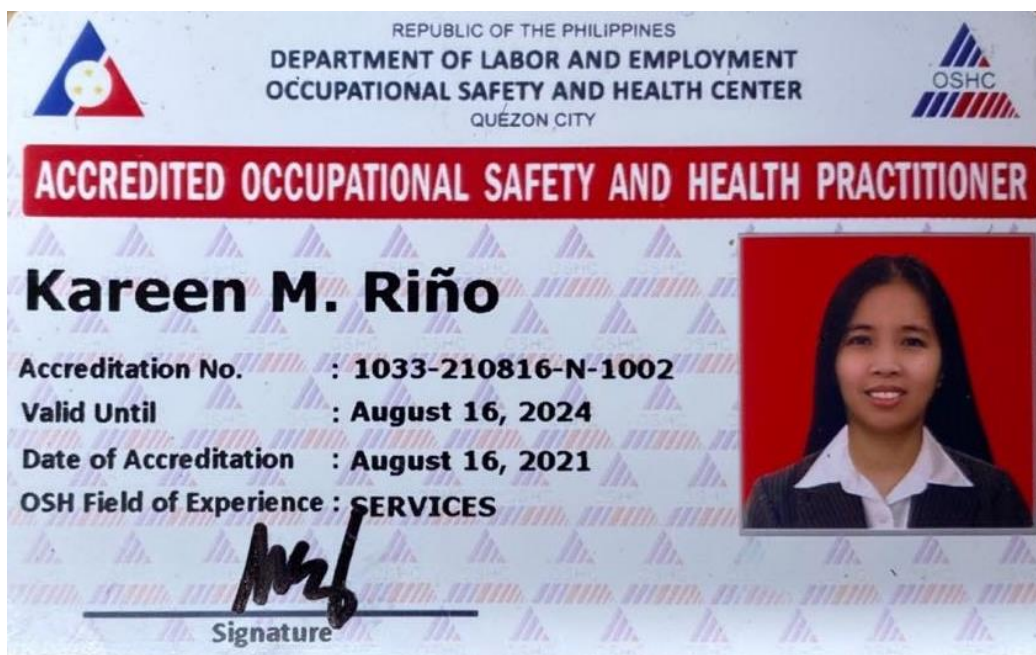 REPUBLIC OF THE PHILIPPINES
DEPARTMENT OF LABOR AND EMPLOYMENT
OCCUPATIONAL SAFETY AND HEALTH CENTER
QUEZON CITY
OSHC
ACCREDITED OCCUPATIONAL SAFETY AND HEALTH PRACTITIONER
Kareen M. Riño
Accreditation No. : 1033-210816-N-1002
Valid Until : August 16, 2024
Date of Accreditation : August 16, 2021
OSH Field of Experience : SERVICES
Signature